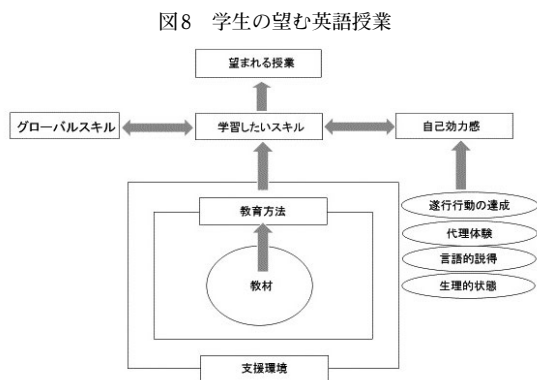 図8　学生の望む英語授業
望まれる授業
グローバルスキル
学習したいスキル
自己効力感
教育方法
教材
支援環境
遂行行動の達成
代理体験
言語的説得
生理的状態